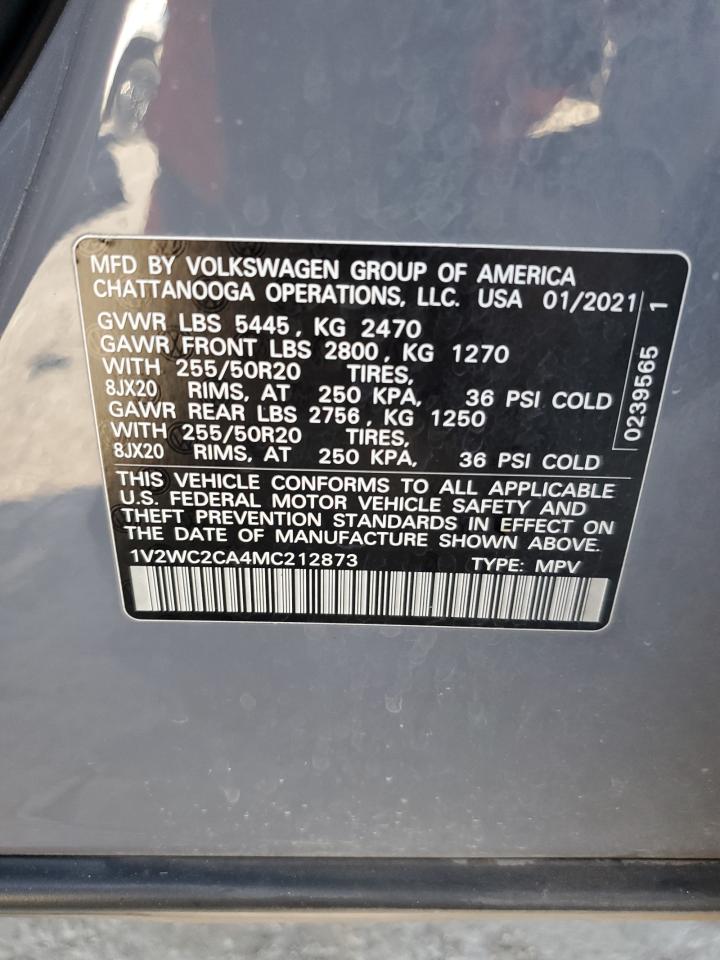 MFD BY VOLKSWAGEN GROUP OF AMERICA
CHATTANOOGA OPERATIONS, LLC. USA 01/2021
GVWR LBS 5445, KG 2470
GAWR FRONT LBS 2800, KG 1270
WITH 255/50R20 TIRES,
8JX20 RIMS, AT 250 KPA, 36 PSI COLD
GAWR REAR LBS 2756, KG 1250
WITH 255/50R20 TIRES,
8JX20 RIMS, AT 250 KPA, 36 PSI COLD
THIS VEHICLE CONFORMS TO ALL APPLICABLE
U.S. FEDERAL MOTOR VEHICLE SAFETY AND
THEFT PREVENTION STANDARDS IN EFFECT ON
THE DATE OF MANUFACTURE SHOWN ABOVE.
1V2WC2CA4MC212873 TYPE: MPV
0239565 1